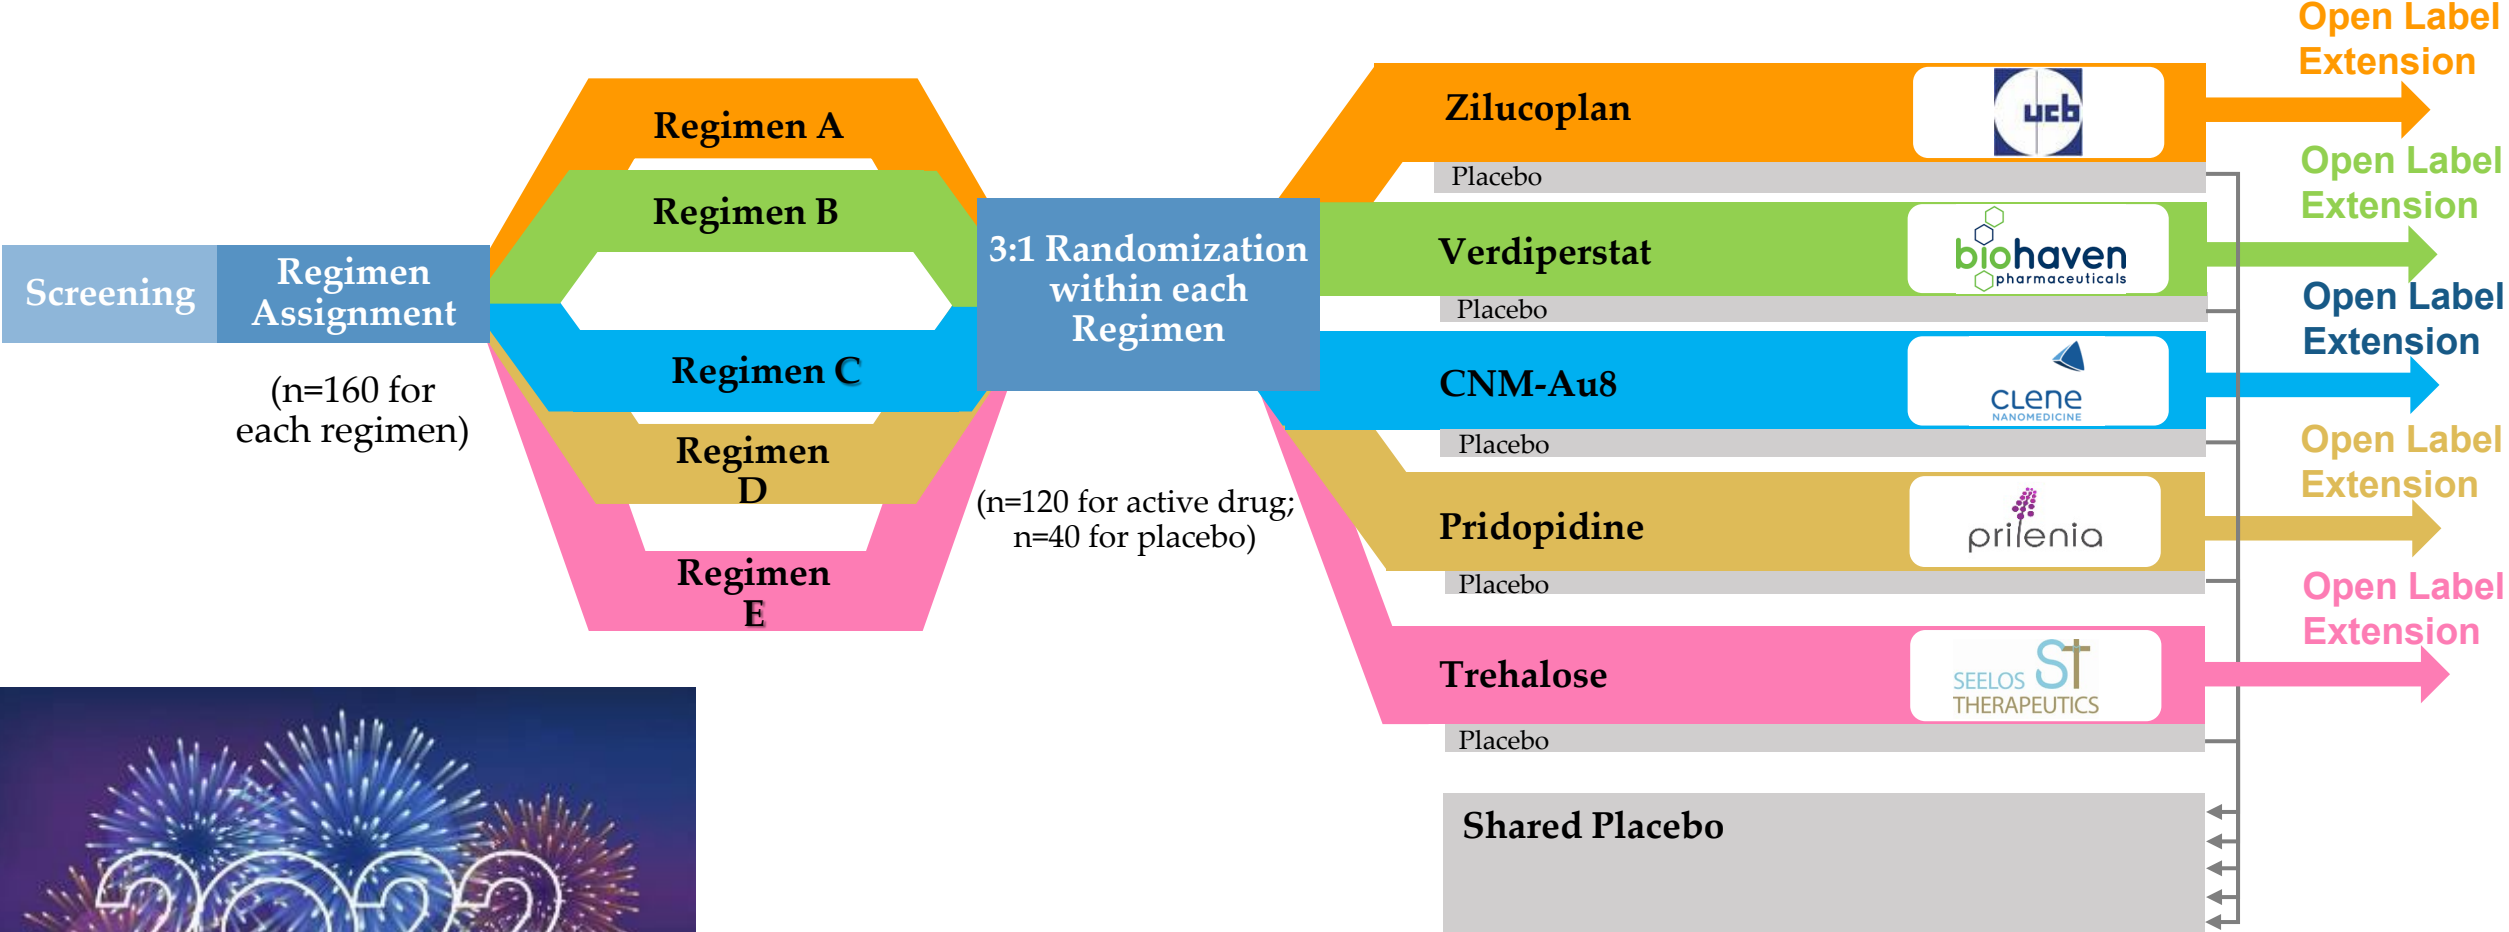 Screening
Regimen
Assignment
(n=160 for
each regimen)
Regimen A
Regimen B
Regimen C
Regimen
D
Regimen
E
3:1 Randomization
within each
Regimen
(n=120 for active drug;
n=40 for placebo)
Zilucoplan
ucb
Placebo
Open Label
Extension
Verdiperstat
biohaven
pharmaceuticals
Placebo
Open Label
Extension
CNM-Au8
CLENE
NANOMEDICINE
Placebo
Open Label
Extension
Pridopidine
prilenia
Placebo
Open Label
Extension
Trehalose
SEELOS ST
THERAPEUTICS
Placebo
Open Label
Extension
Shared Placebo
2022